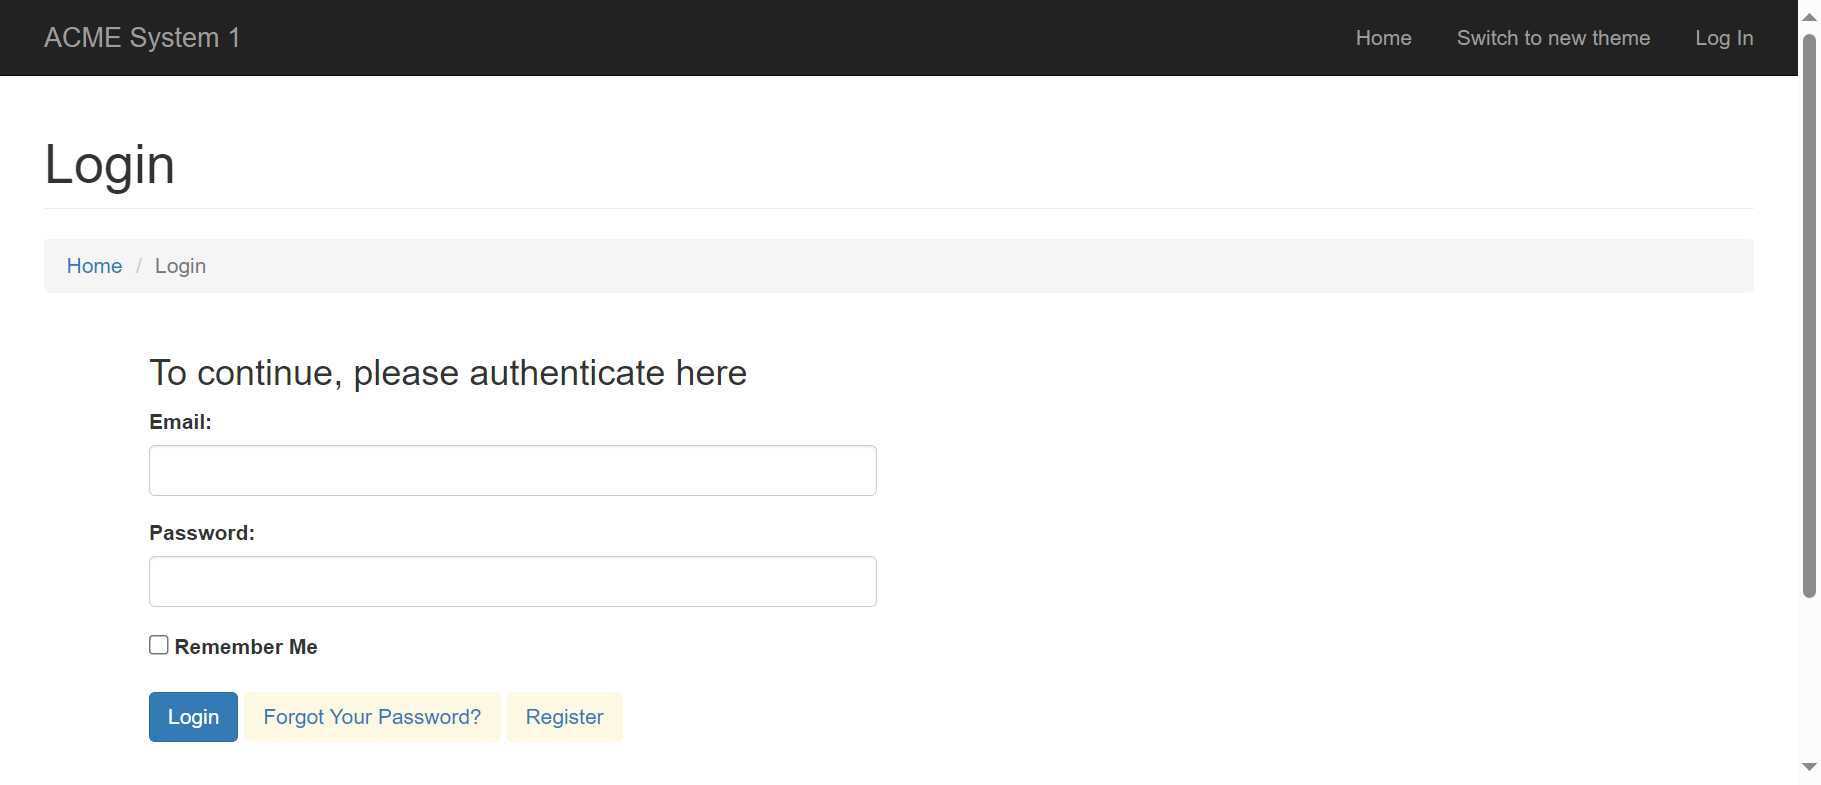 ACME System 1 Home Switch to new theme Log In
Login
Home / Login
To continue, please authenticate here
Email:
Password:
Remember Me
Login Forgot Your Password? Register